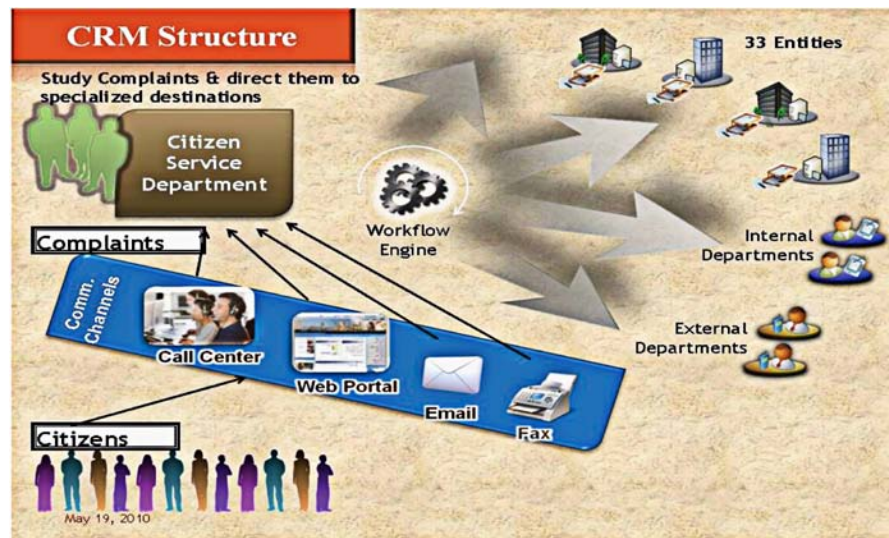 CRM Structure
Study Complaints & direct them to
specialized destinations
Citizen
Service
Department
33 Entities
Workflow
Engine
Internal
Departments
External
Departments
Complaints
Comm.
Channels
Call Center
Web Portal
Email
Fax
Citizens
May 19, 2010